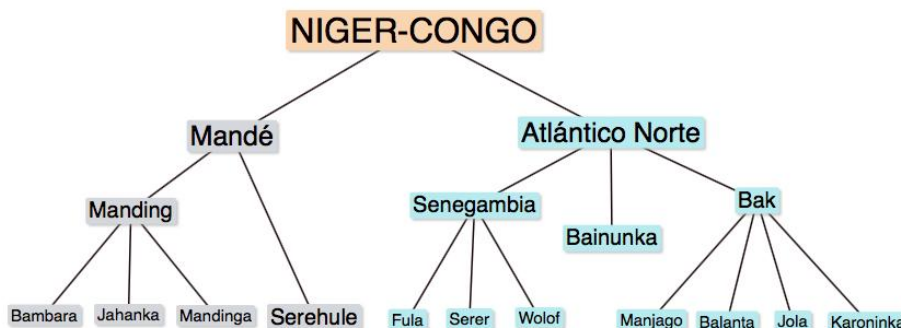 NIGER-CONGO
Mandé
Atlántico Norte
Manding
Senegambia
Bainunka
Bak
Bambara
Jahanka
Mandinga
Serehule
Fula
Serer
Wolof
Manjago
Balanta
Jola
Karoninka